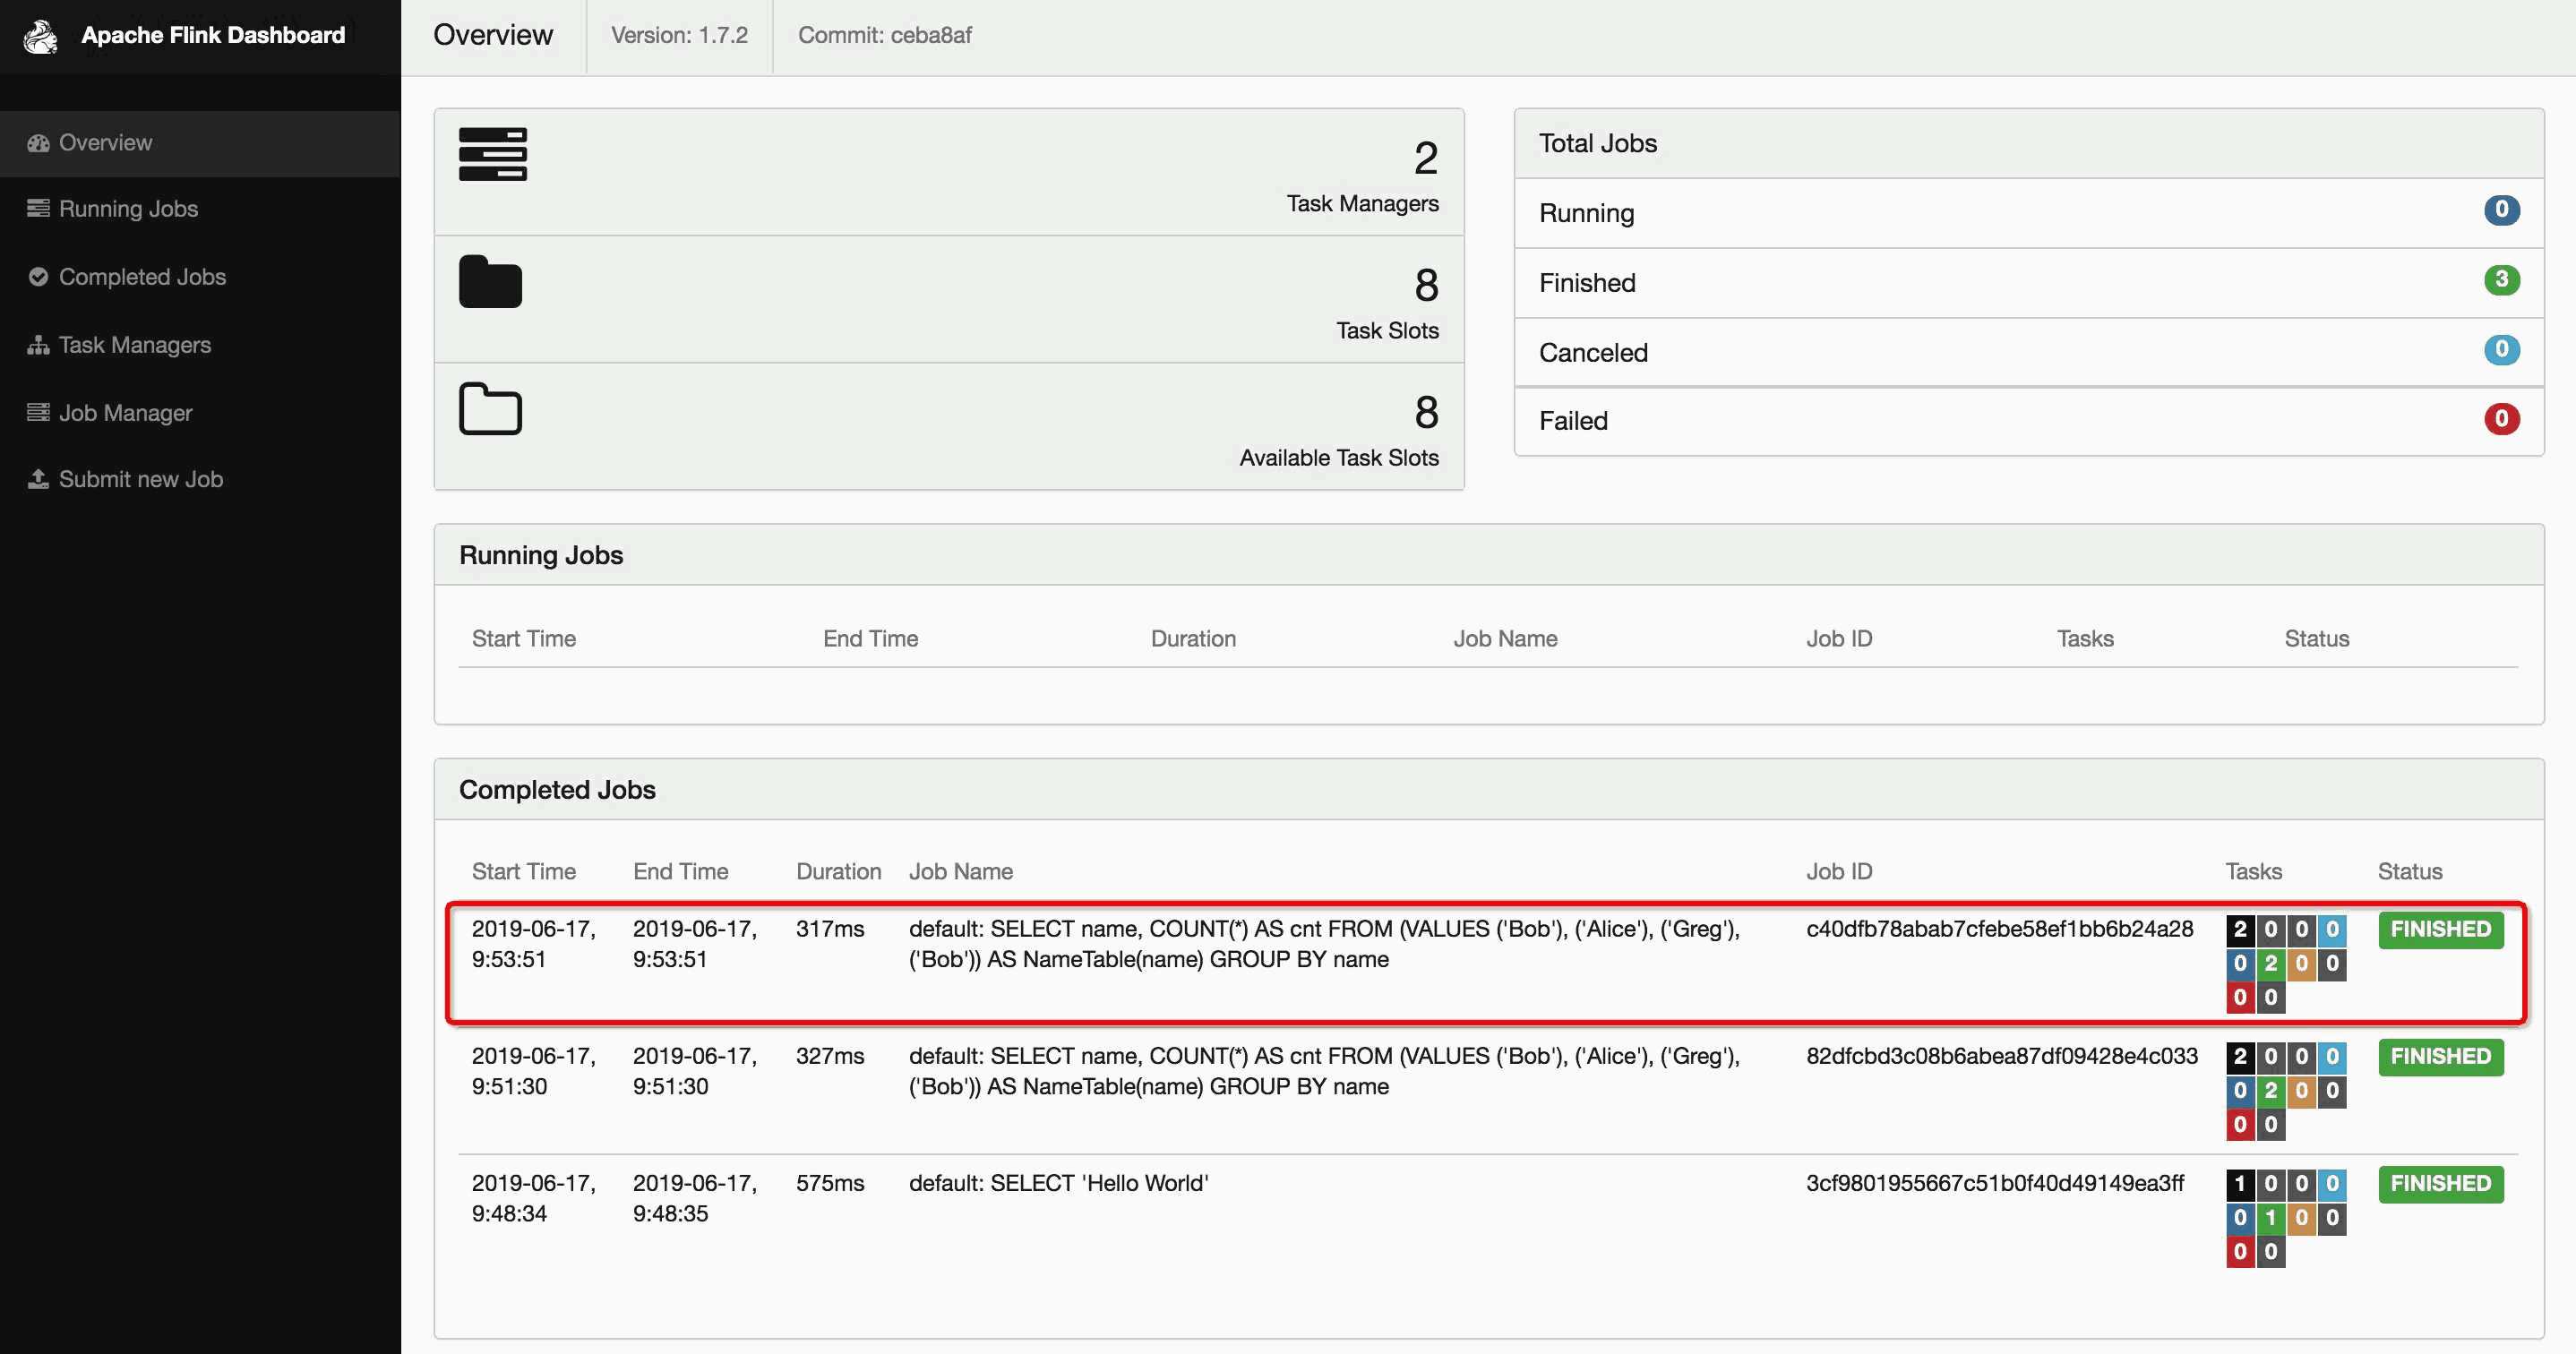 Apache Flink Dashboard
Overview
Version: 1.7.2
Commit: ceba8af
Overview
Running Jobs
Completed Jobs
Task Managers
Job Manager
Submit new Job
2
Task Managers
8
Task Slots
8
Available Task Slots
Total Jobs
Running 0
Finished 3
Canceled 0
Failed 0
Running Jobs
Start Time End Time Duration Job Name Job ID Tasks Status
Completed Jobs
Start Time End Time Duration Job Name Job ID Tasks Status
2019-06-17, 2019-06-17, 317ms default: SELECT name, COUNT(*) AS cnt FROM (VALUES ('Bob'), ('Alice'), ('Greg'), c40dfb78abab7cfebe58ef1bb6b24a28 2 0 0 0 FINISHED
9:53:51 9:53:51 ('Bob')) AS NameTable(name) GROUP BY name 0 2 0 0
0 0
2019-06-17, 2019-06-17, 327ms default: SELECT name, COUNT(*) AS cnt FROM (VALUES ('Bob'), ('Alice'), ('Greg'), 82dfcbd3c08b6abea87df09428e4c033 2 0 0 0 FINISHED
9:51:30 9:51:30 ('Bob')) AS NameTable(name) GROUP BY name 0 2 0 0
0 0
2019-06-17, 2019-06-17, 575ms default: SELECT 'Hello World' 3cf9801955667c51b0f40d49149ea3ff 1 0 0 0 FINISHED
9:48:34 9:48:35 0 1 0 0
0 0